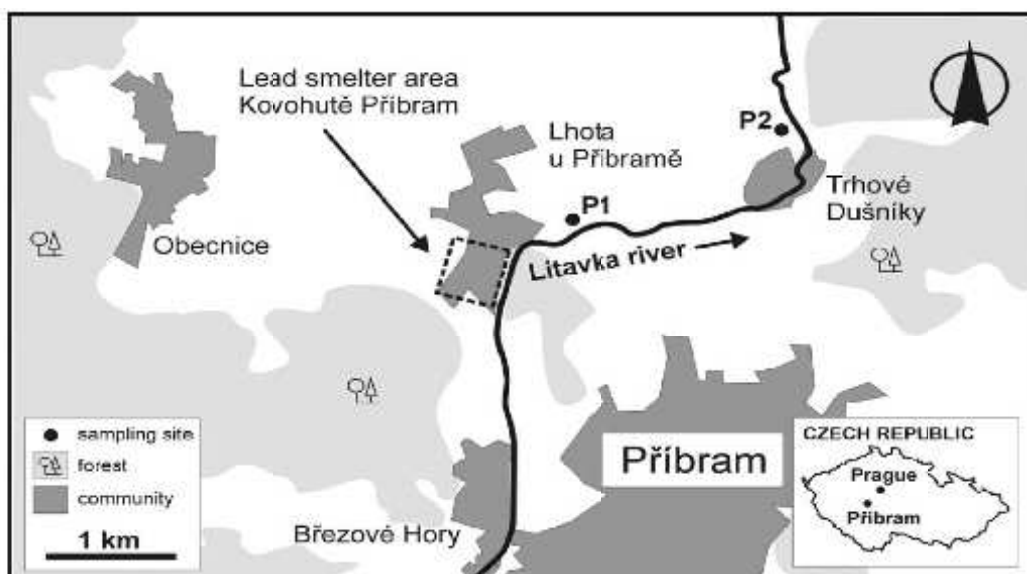 Lead smelter area
Kovohutě Příbram
Lhota
u Příbramě
P2
P1
Trhové
Dušníky
Obecnice
Litavka river
Příbram
Březové Hory
sampling site
forest
community
1 km
CZECH REPUBLIC
Prague
Příbram